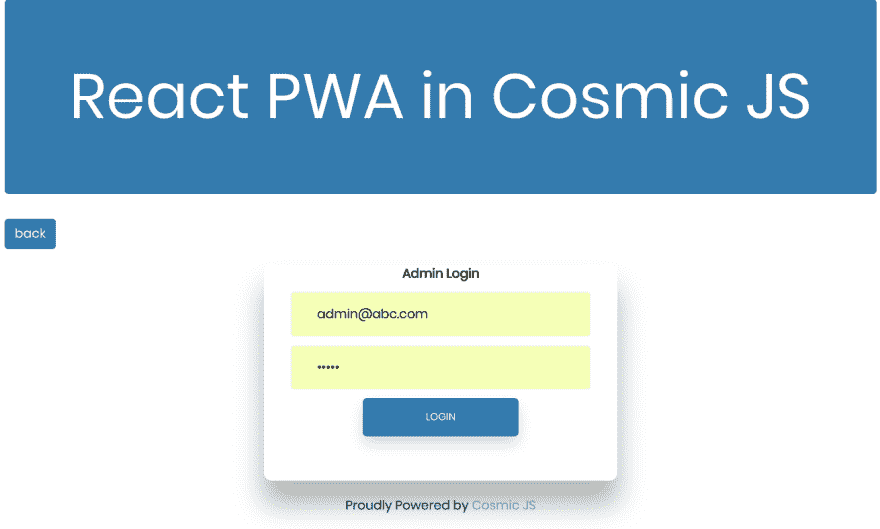 React PWA in Cosmic JS
back
Admin Login
admin@abc.com
•••••
LOGIN
Proudly Powered by Cosmic JS